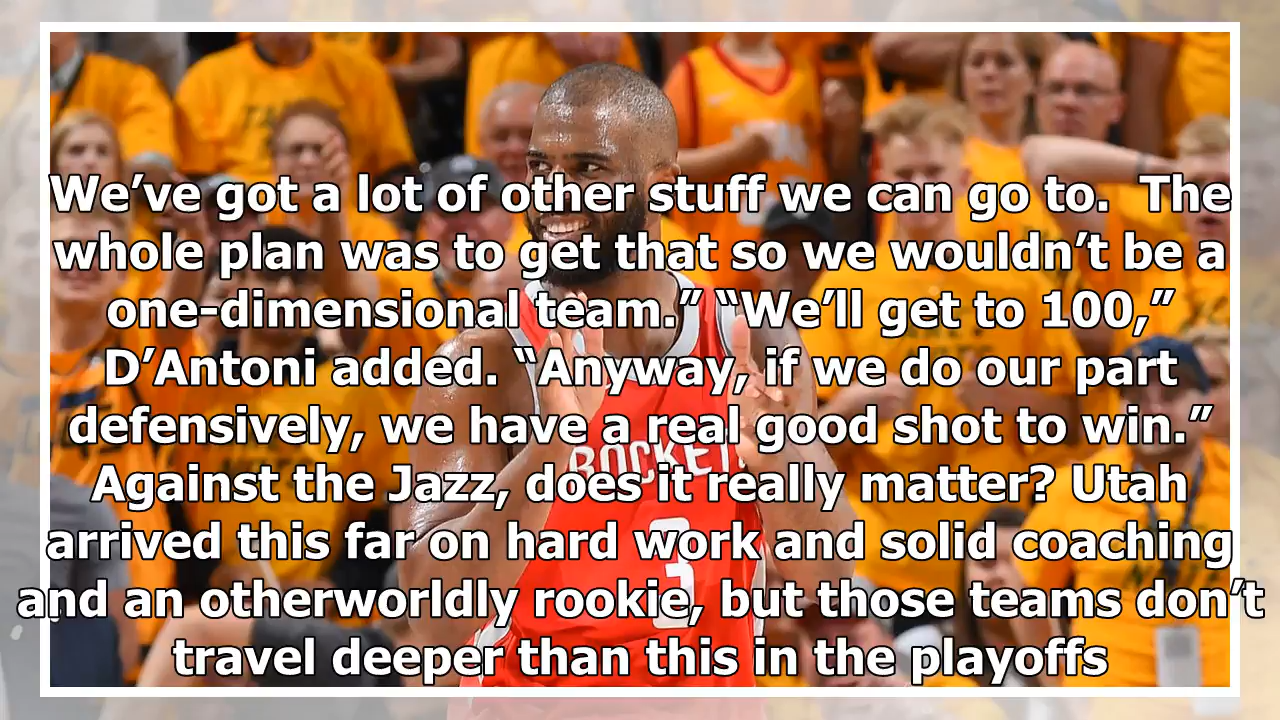 We’ve got a lot of other stuff we can go to.  The
whole plan was to get that so we wouldn’t be a
one-dimensional team.” “We’ll get to 100,”
D’Antoni added. “Anyway, if we do our part
defensively, we have a real good shot to win.”
Against the Jazz, does it really matter? Utah
arrived this far on hard work and solid coaching
and an otherworldly rookie, but those teams don’t
travel deeper than this in the playoffs
ROCKETS
3